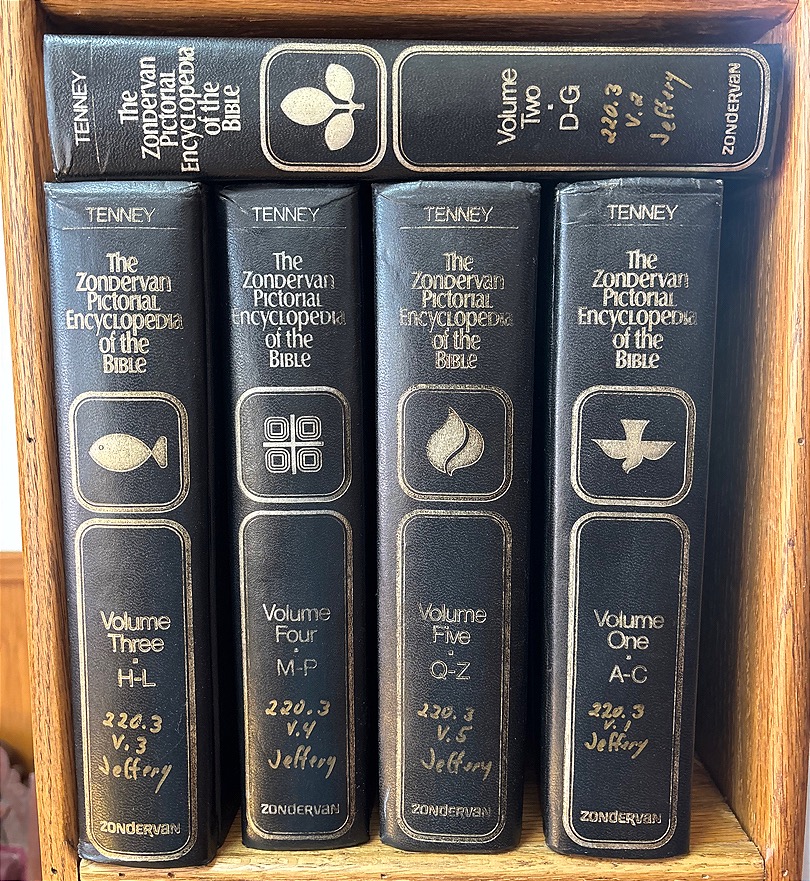 TENNEY
The
Zondervan
Pictorial
Encyclopedia
of the
Bible
Volume
Two
D-G
220.3
V.2
Jeffery
ZONDERVAN
TENNEY
The
Zondervan
Pictorial
Encyclopedia
of the
Bible
Volume
Three
H-L
220.3
V.3
Jeffery
ZONDERVAN
TENNEY
The
Zondervan
Pictorial
Encyclopedia
of the
Bible
Volume
Four
M-P
220.3
V.4
Jeffery
ZONDERVAN
TENNEY
The
Zondervan
Pictorial
Encyclopedia
of the
Bible
Volume
Five
Q-Z
220.3
V.5
Jeffery
ZONDERVAN
TENNEY
The
Zondervan
Pictorial
Encyclopedia
of the
Bible
Volume
One
A-C
220.3
V.1
Jeffery
ZONDERVAN